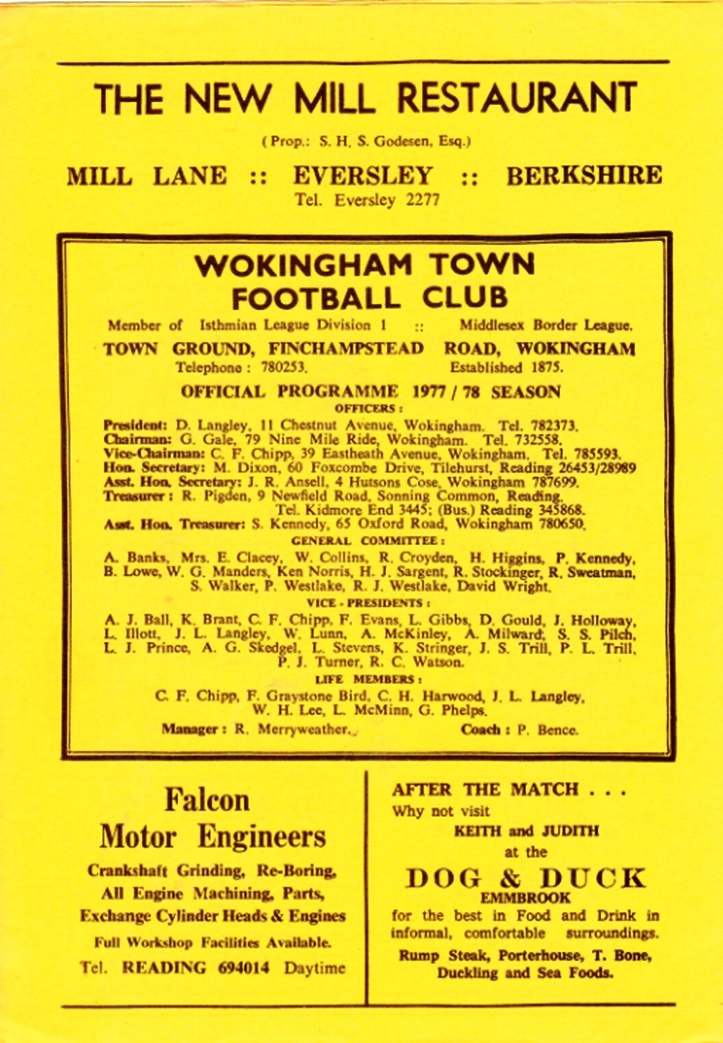 THE NEW MILL RESTAURANT
(Prop.: S. H. S. Godesen, Esq.)
MILL LANE :: EVERSLEY :: BERKSHIRE
Tel. Eversley 2277
WOKINGHAM TOWN
FOOTBALL CLUB
Member of Isthmian League Division 1 :: Middlesex Border League.
TOWN GROUND, FINCHAMPSTEAD ROAD, WOKINGHAM
Telephone : 780253. Established 1875.
OFFICIAL PROGRAMME 1977 / 78 SEASON
OFFICERS :
President: D. Langley, 11 Chestnut Avenue, Wokingham. Tel. 782373.
Chairman: G. Gale, 79 Nine Mile Ride, Wokingham. Tel. 732558.
Vice-Chairman: C. F. Chipp, 39 Eastheath Avenue, Wokingham. Tel. 785593.
Hon. Secretary: M. Dixon, 60 Foxcombe Drive, Tilehurst, Reading 26453/28989
Asst. Hon. Secretary: J. R. Ansell, 4 Hutsons Cose, Wokingham 787699.
Treasurer : R. Pigden, 9 Newfield Road, Sonning Common, Reading.
Tel. Kidmore End 3445; (Bus.) Reading 345868.
Asst. Hon. Treasurer: S. Kennedy, 65 Oxford Road, Wokingham 780650.
GENERAL COMMITTEE :
A. Banks, Mrs. E. Clacey, W. Collins, R. Croyden, H. Higgins, P. Kennedy,
B. Lowe, W. G. Manders, Ken Norris, H. J. Sargent, R. Stockinger, R. Sweatman,
S. Walker, P. Westlake, R. J. Westlake, David Wright.
VICE - PRESIDENTS :
A. J. Ball, K. Brant, C. F. Chipp, F. Evans, L. Gibbs, D. Gould, J. Holloway,
L. Illott, J. L. Langley, W. Lunn, A. McKinley, A. Milward, S. S. Pilch,
L. J. Prince, A. G. Skedgel, L. Stevens, K. Stringer, J. S. Trill, P. L. Trill,
P. J. Turner, R. C. Watson.
LIFE MEMBERS :
C. F. Chipp, F. Graystone Bird, C. H. Harwood, J. L. Langley,
W. H. Lee, L. McMinn, G. Phelps.
Manager : R. Merryweather. Coach : P. Bence.
Falcon
Motor Engineers
Crankshaft Grinding, Re-Boring,
All Engine Machining, Parts,
Exchange Cylinder Heads & Engines
Full Workshop Facilities Available.
Tel. READING 694014 Daytime
AFTER THE MATCH . . .
Why not visit
KEITH and JUDITH
at the
DOG & DUCK
EMMBROOK
for the best in Food and Drink in
informal, comfortable surroundings.
Rump Steak, Porterhouse, T. Bone,
Duckling and Sea Foods.